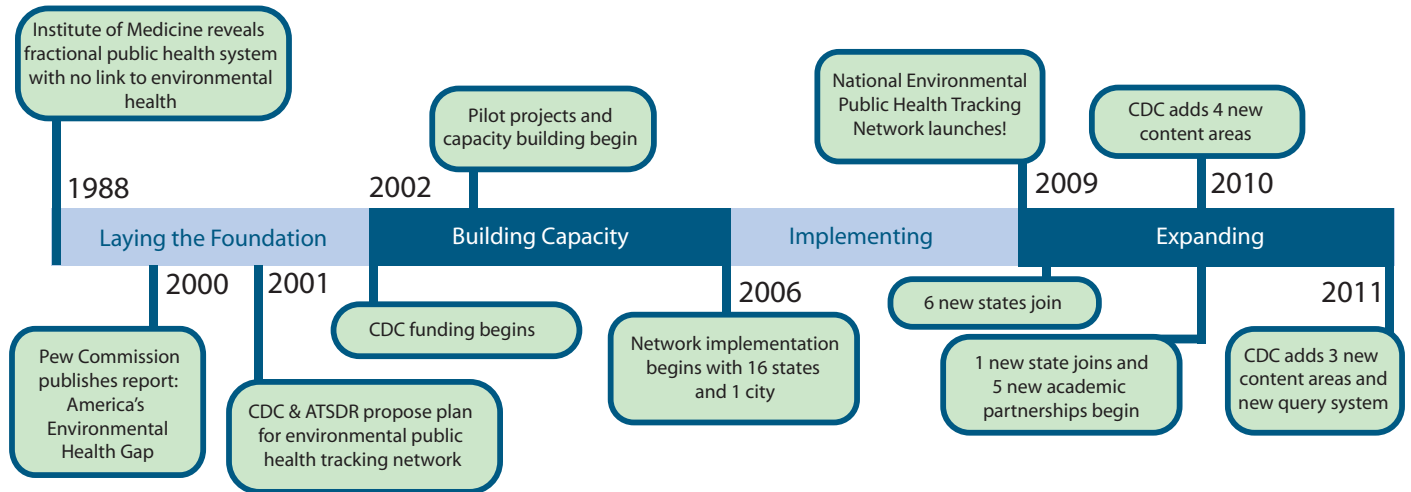 Institute of Medicine reveals
fractional public health system
with no link to environmental
health
Pilot projects and
capacity building begin
National Environmental
Public Health Tracking
Network launches!
CDC adds 4 new
content areas
1988
2002
2009
2010
Laying the Foundation
Building Capacity
Implementing
Expanding
2000
2001
2006
2011
Pew Commission
publishes report:
America’s
Environmental
Health Gap
CDC & ATSDR propose plan
for environmental public
health tracking network
CDC funding begins
Network implementation
begins with 16 states
and 1 city
6 new states join
1 new state joins and
5 new academic
partnerships begin
CDC adds 3 new
content areas and
new query system